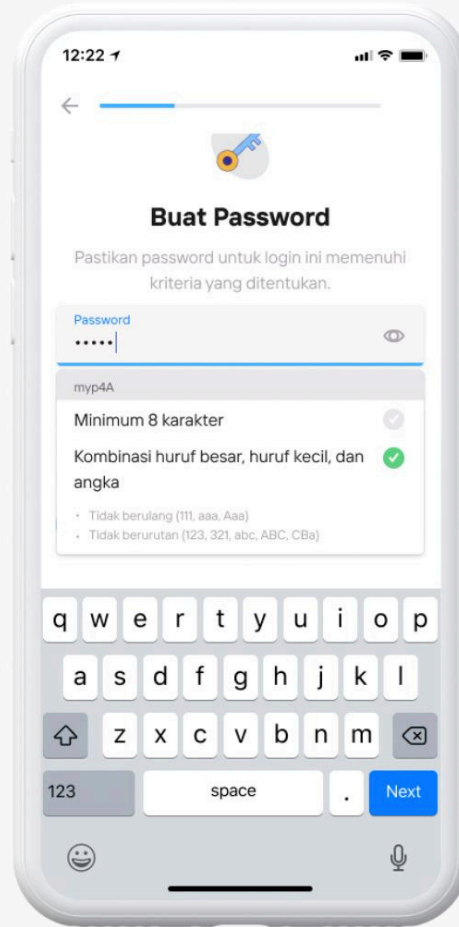 12:22
Buat Password
Pastikan password untuk login ini memenuhi
kriteria yang ditentukan.
Password
•••••
myp4A
Minimum 8 karakter
Kombinasi huruf besar, huruf kecil, dan
angka
• Tidak berulang (111, aaa, Aaa)
• Tidak berurutan (123, 321, abc, ABC, CBa)
q w e r t y u i o p
a s d f g h j k l
z x c v b n m
123 space . Next